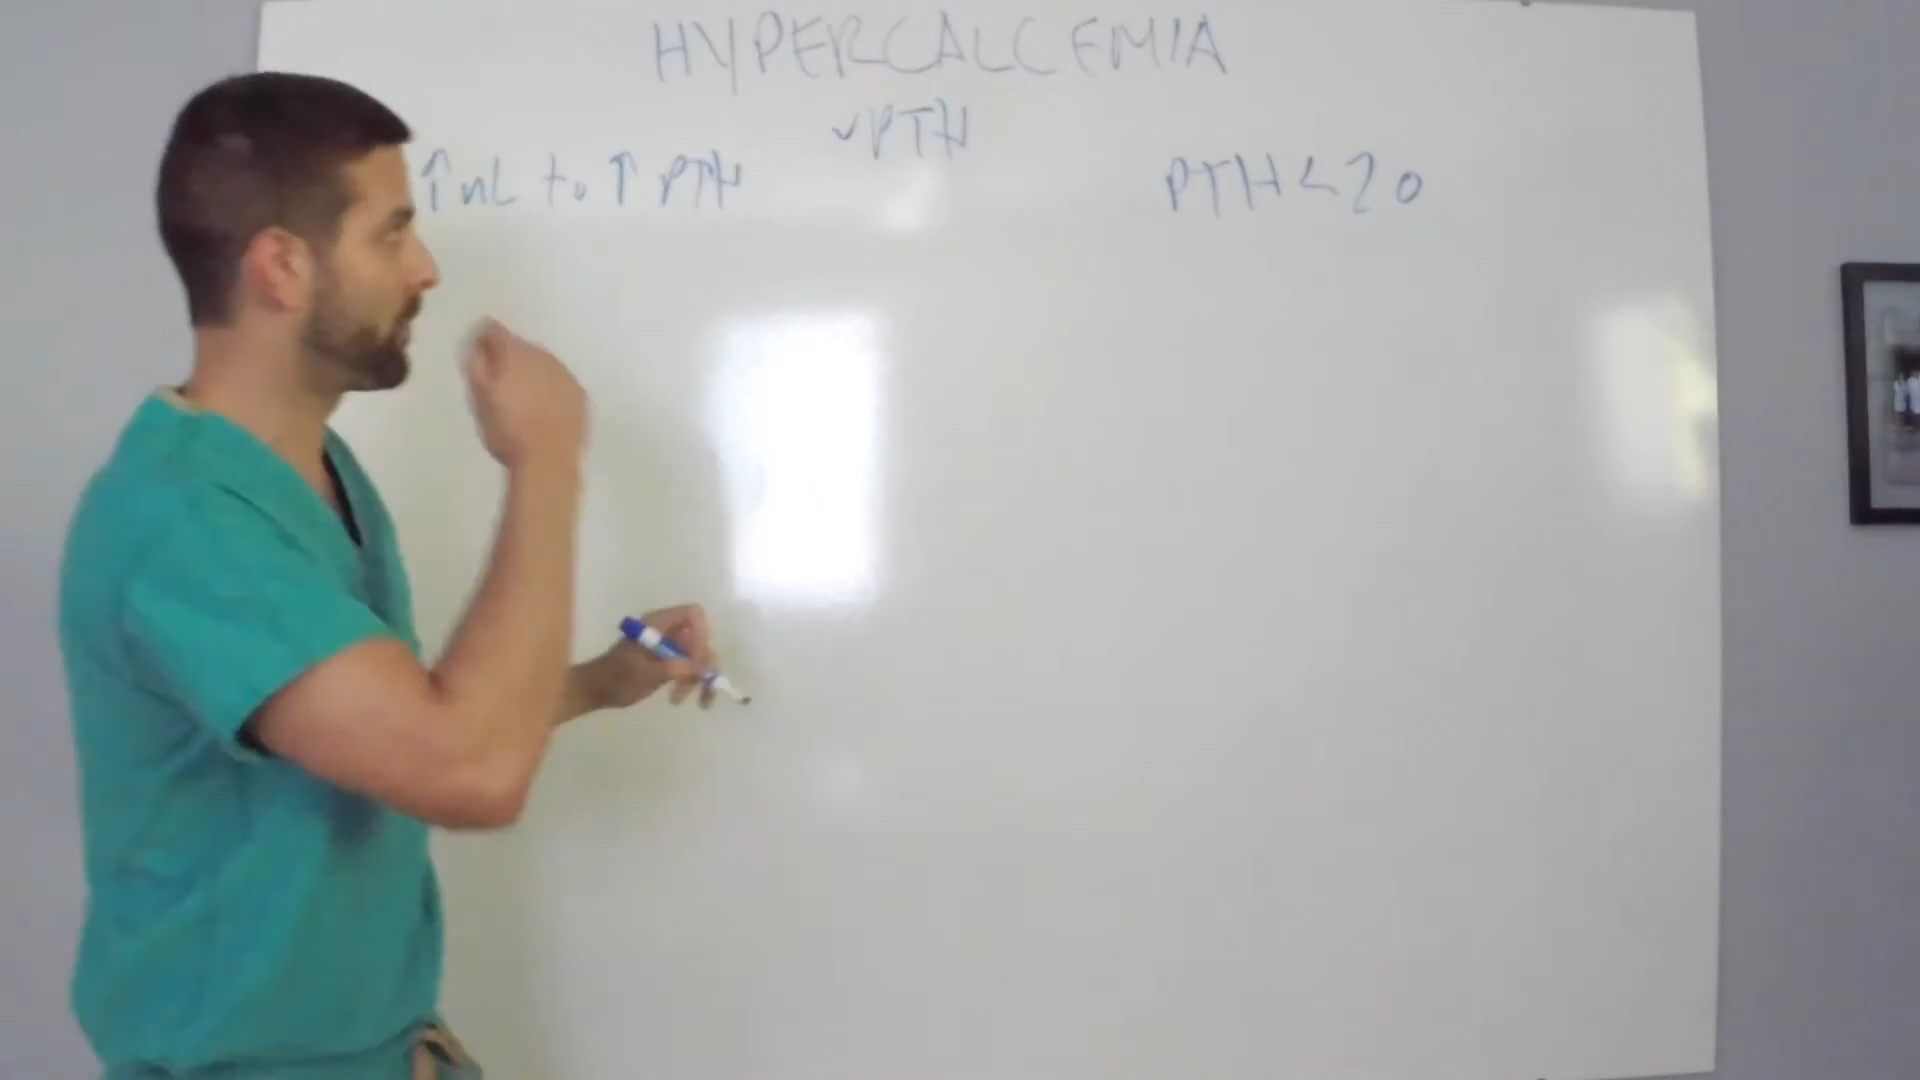 HYPERCALCEMIA
✓PTH
↑nL to ↑ PTH
PTH<20